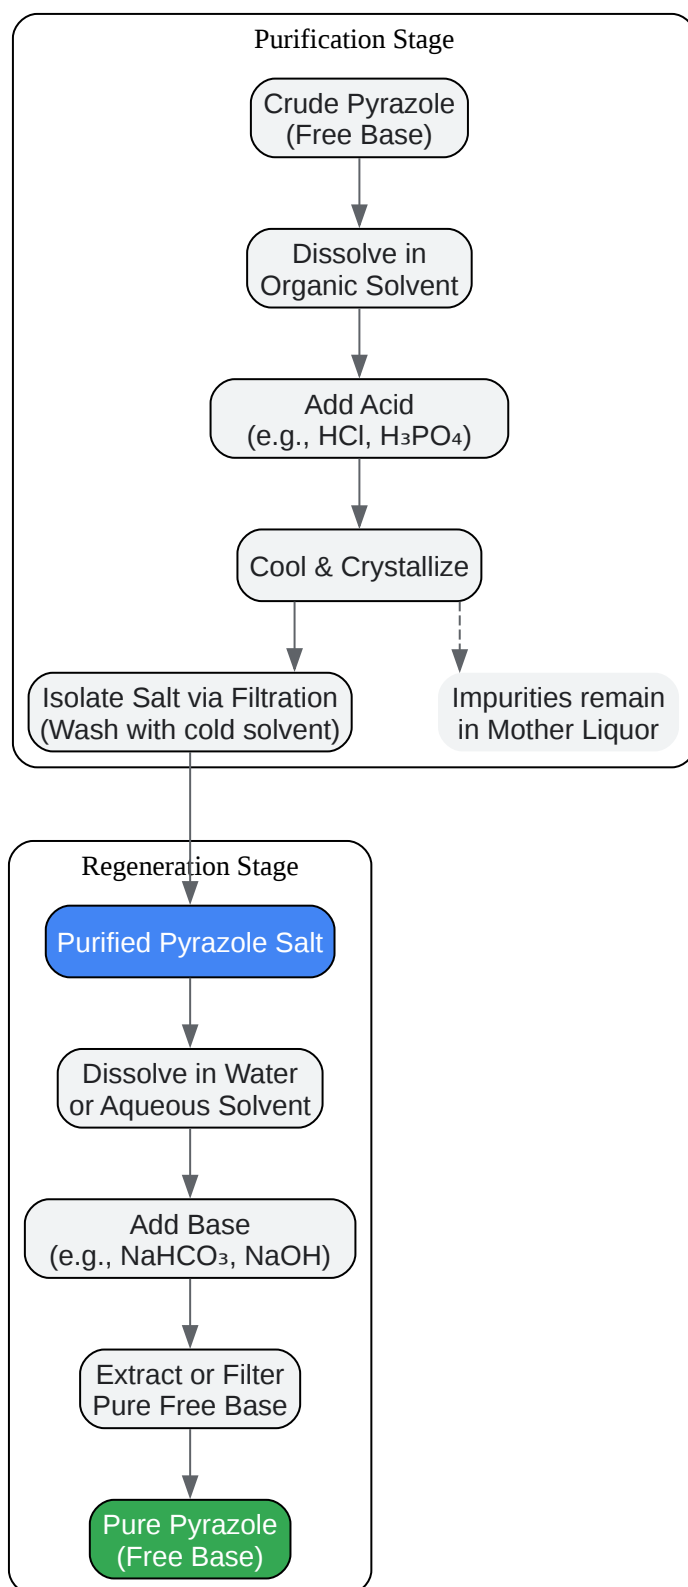 Purification Stage
Crude Pyrazole
(Free Base)
Dissolve in
Organic Solvent
Add Acid
(e.g., HCl, H₃PO₄)
Cool & Crystallize
Isolate Salt via Filtration
(Wash with cold solvent)
Impurities remain
in Mother Liquor
Regeneration Stage
Purified Pyrazole Salt
Dissolve in Water
or Aqueous Solvent
Add Base
(e.g., NaHCO₃, NaOH)
Extract or Filter
Pure Free Base
Pure Pyrazole
(Free Base)